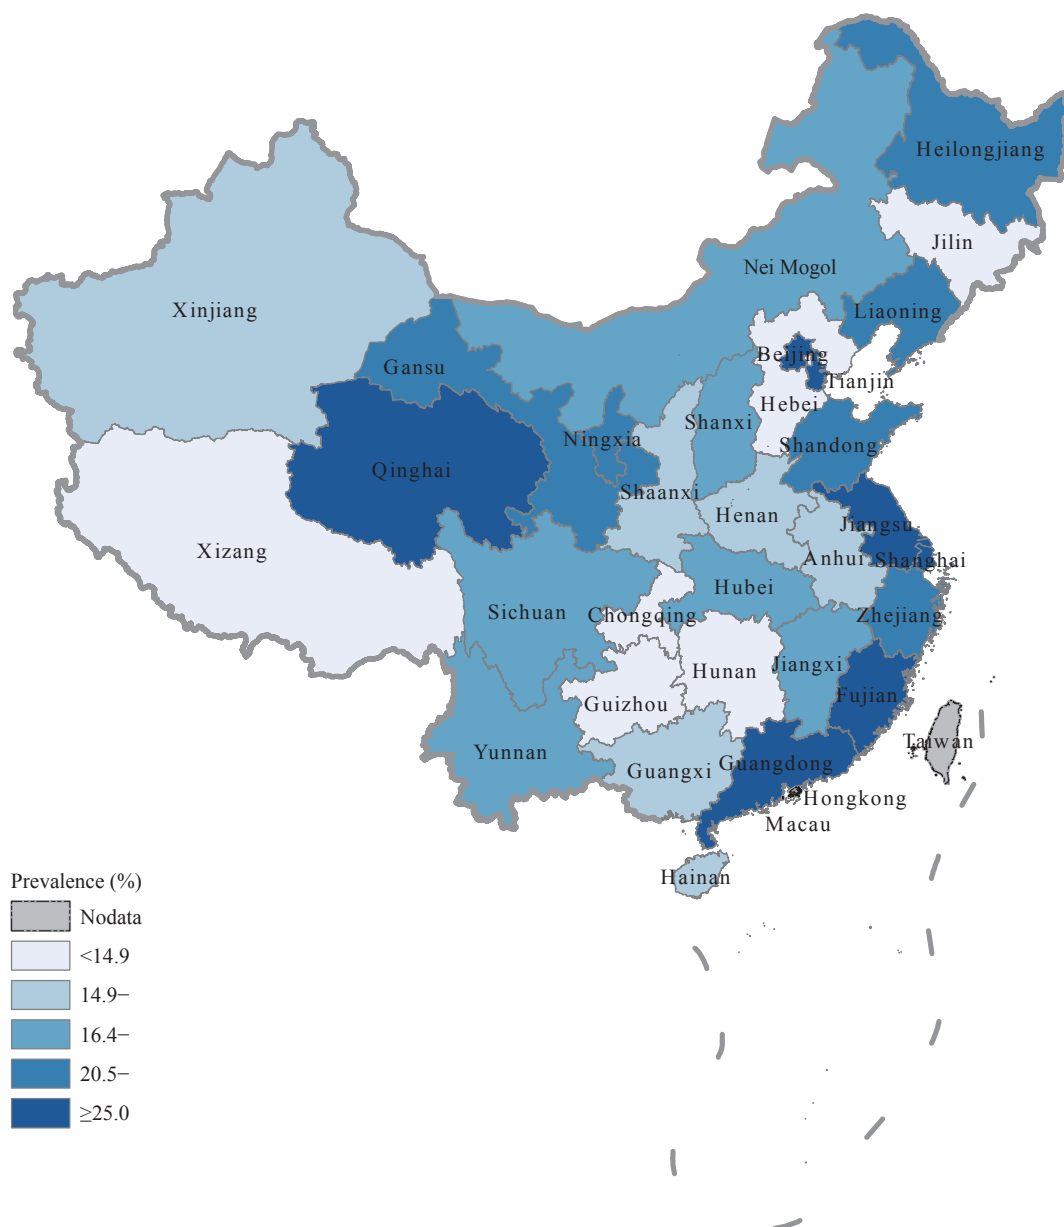 Heilongjiang
Jilin
Nei Mogol
Xinjiang
Liaoning
Beijing
Gansu
Tianjin
Hebei
Shanxi
Ningxia
Shandong
Qinghai
Shaanxi
Henan
Jiangsu
Xizang
Anhui
Shanghai
Hubei
Sichuan
Chongqing
Zhejiang
Hunan
Jiangxi
Guizhou
Fujian
Taiwan
Yunnan
Guangxi
Guangdong
Hongkong
Macau
Hainan
Prevalence (%)
Nodata
<14.9
14.9−
16.4−
20.5−
≥25.0